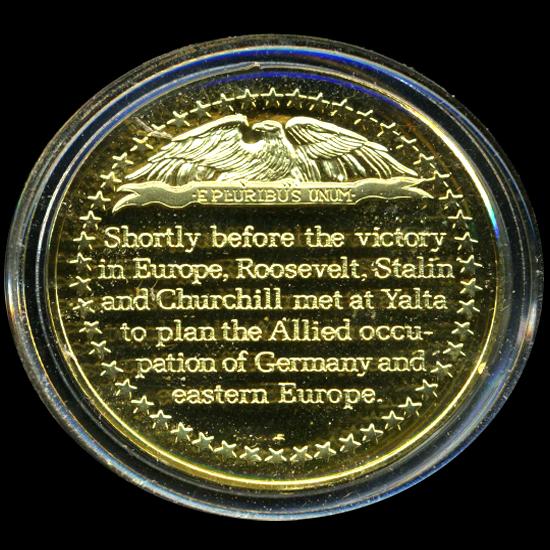 E PLURIBUS UNUM
Shortly before the victory
in Europe, Roosevelt, Stalin
and Churchill met at Yalta
to plan the Allied occu-
pation of Germany and
eastern Europe.